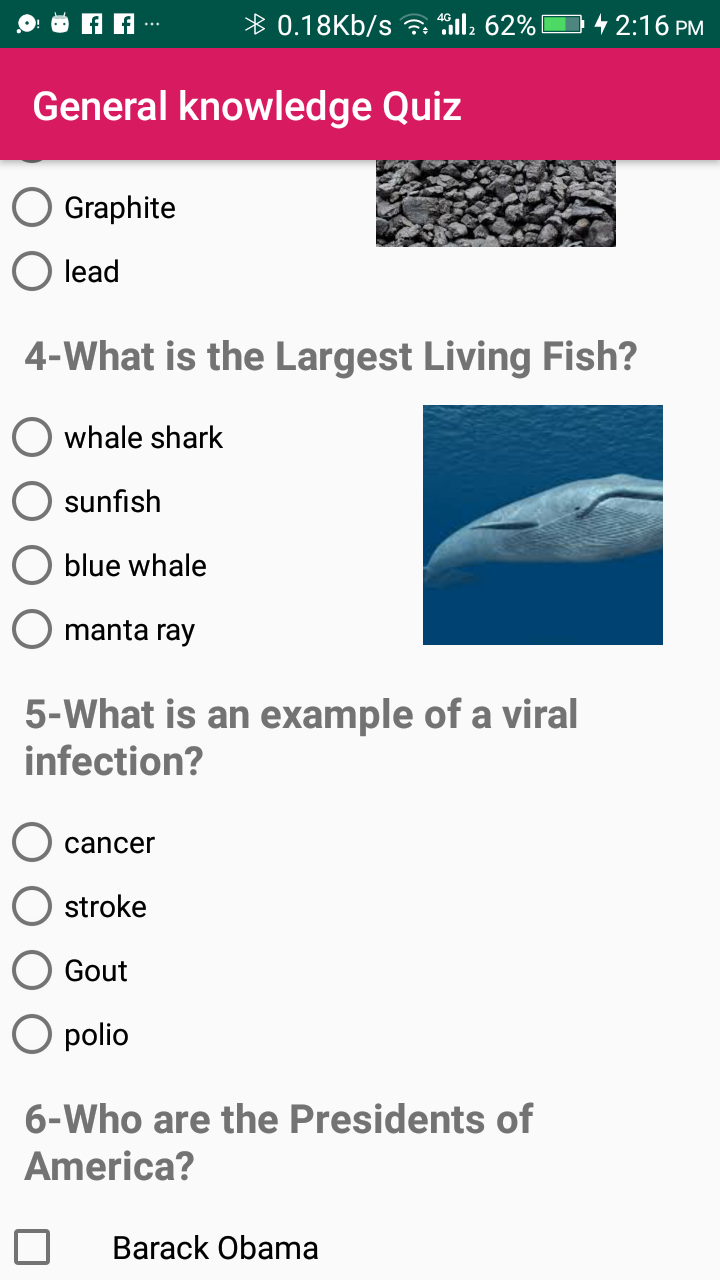 0.18Kb/s 4G 2 62% 2:16 PM
General knowledge Quiz
Graphite
lead
4-What is the Largest Living Fish?
whale shark
sunfish
blue whale
manta ray
5-What is an example of a viral
infection?
cancer
stroke
Gout
polio
6-Who are the Presidents of
America?
Barack Obama